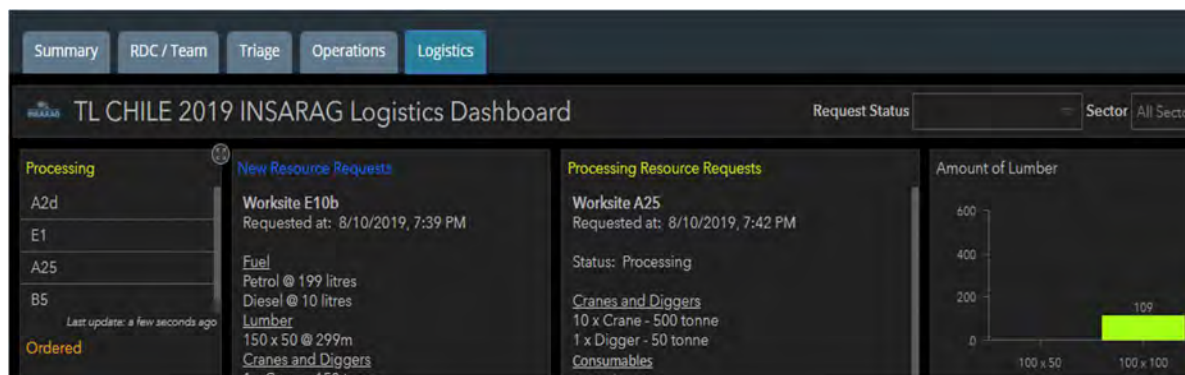 Summary RDC / Team Triage Operations Logistics
INSARAG TL CHILE 2019 INSARAG Logistics Dashboard Request Status Sector All Secto
Processing
A2d
E1
A25
B5
Last update: a few seconds ago
Ordered
New Resource Requests
Worksite E10b
Requested at: 8/10/2019, 7:39 PM
Fuel
Petrol @ 199 litres
Diesel @ 10 litres
Lumber
150 x 50 @ 299m
Cranes and Diggers
Processing Resource Requests
Worksite A25
Requested at: 8/10/2019, 7:42 PM
Status: Processing
Cranes and Diggers
10 x Crane - 500 tonne
1 x Digger - 50 tonne
Consumables
Amount of Lumber
600
400
200
109
0
100 x 50 100 x 100